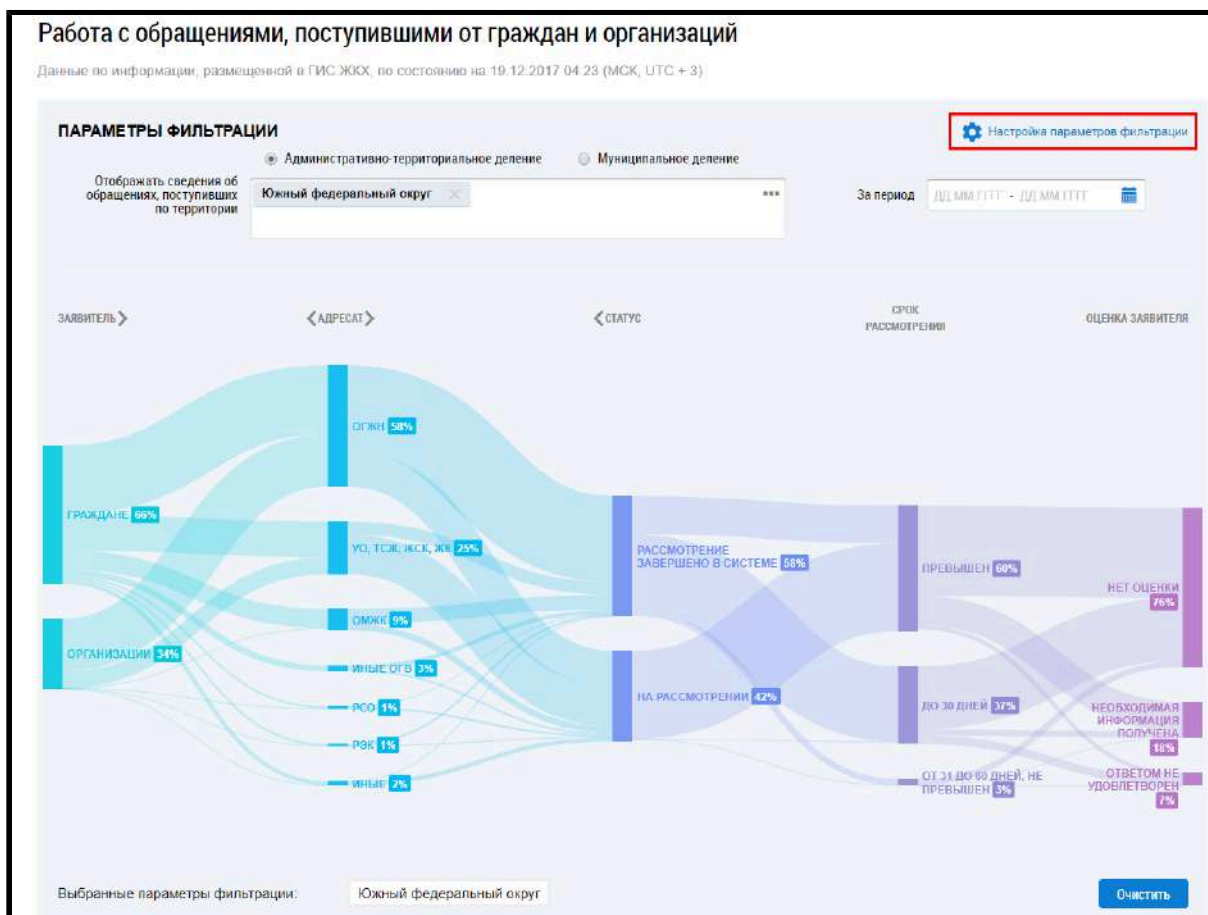 Работа с обращениями, поступившими от граждан и организаций
Данные по информации, размещенной в ГИС ЖКХ, по состоянию на 19.12.2017 04:23 (МСК, UTC + 3)
ПАРАМЕТРЫ ФИЛЬТРАЦИИ
Настройка параметров фильтрации
Административно-территориальное деление
Муниципальное деление
Отображать сведения об
обращениях, поступивших
по территории
Южный федеральный округ
За период
ДД.ММ.ГГГГ - ДД.ММ.ГГГГ
ЗАЯВИТЕЛЬ
АДРЕСАТ
СТАТУС
СРОК
РАССМОТРЕНИЯ
ОЦЕНКА ЗАЯВИТЕЛЯ
ГРАЖДАНЕ 66%
ОРГАНИЗАЦИИ 34%
ОГЖН 58%
УО, ТСЖ, ЖСК, ЖК 25%
ОМЖК 9%
ИНЫЕ ОГВ 3%
РСО 1%
РЭК 1%
ИНЫЕ 2%
РАССМОТРЕНИЕ
ЗАВЕРШЕНО В СИСТЕМЕ 58%
НА РАССМОТРЕНИИ 42%
ПРЕВЫШЕН 60%
ДО 30 ДНЕЙ 37%
ОТ 31 ДО 60 ДНЕЙ, НЕ
ПРЕВЫШЕН 3%
НЕТ ОЦЕНКИ
76%
НЕОБХОДИМАЯ
ИНФОРМАЦИЯ
ПОЛУЧЕНА
18%
ОТВЕТОМ НЕ
УДОВЛЕТВОРЕН
7%
Выбранные параметры фильтрации:
Южный федеральный округ
Очистить